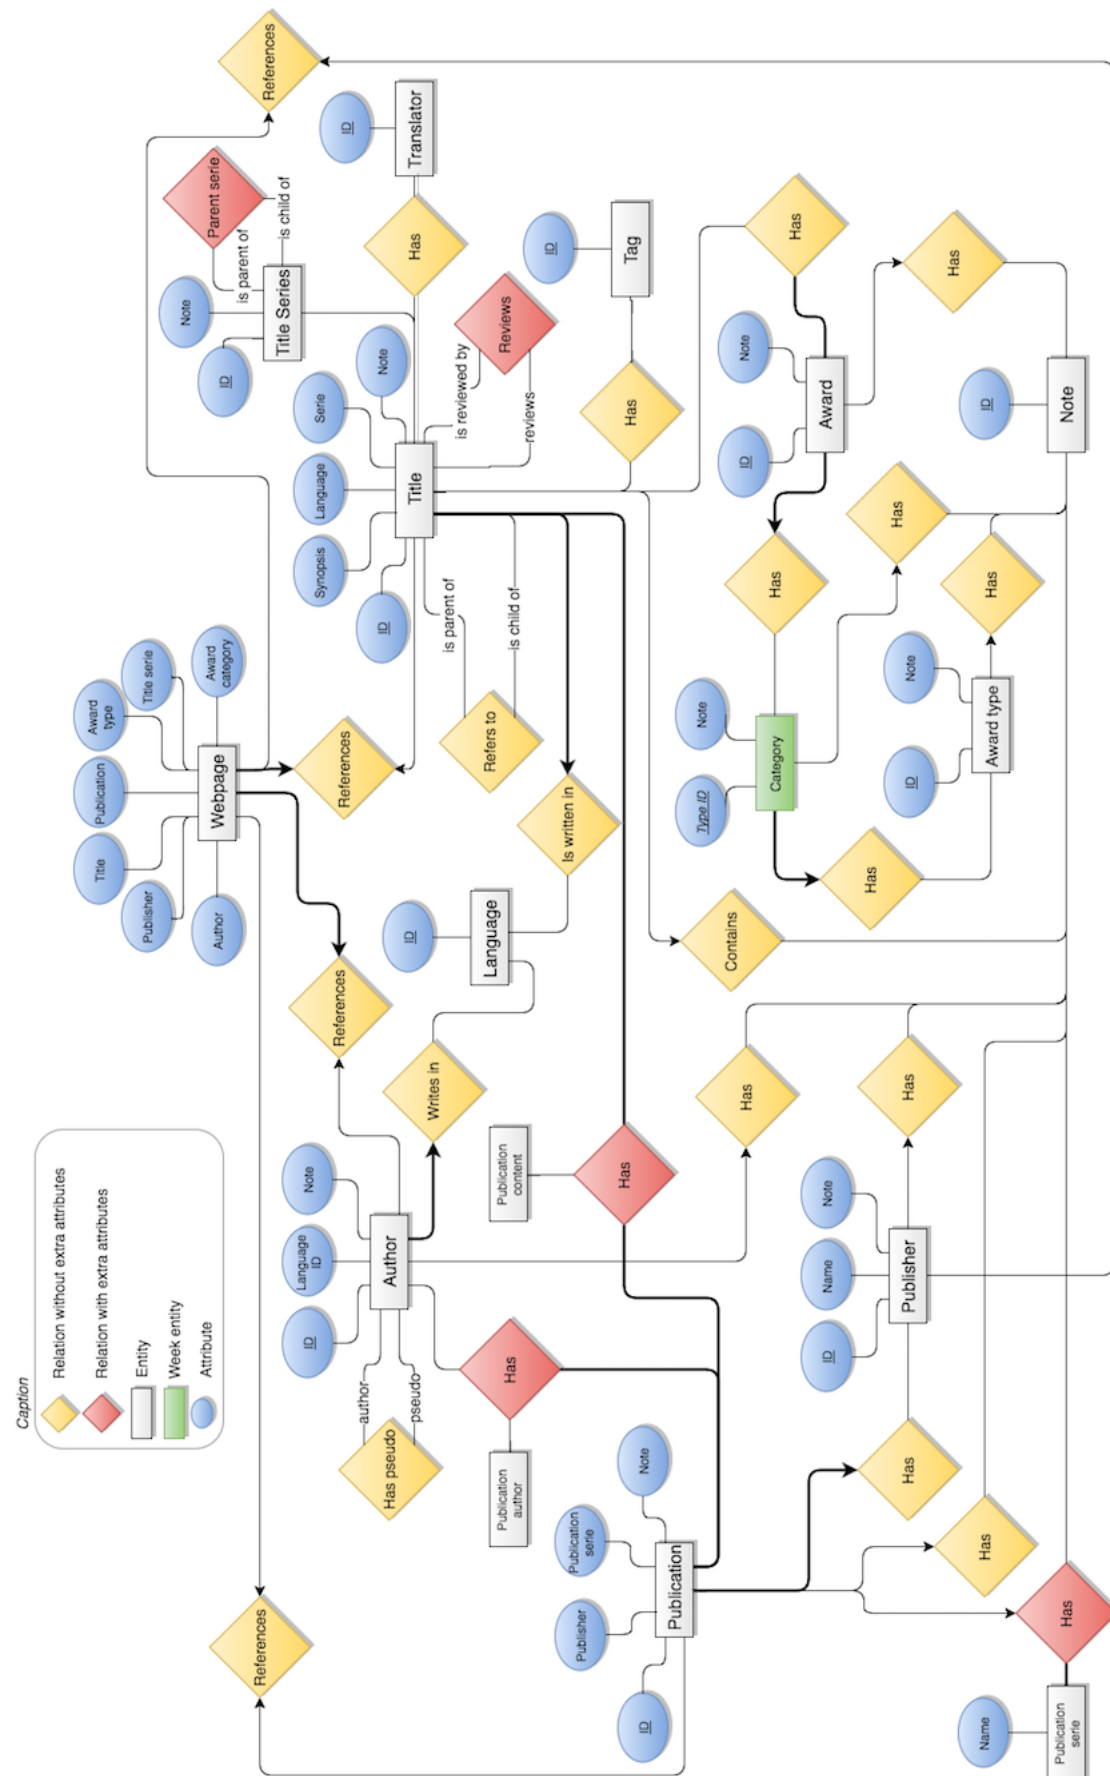 Caption
Relation without extra attributes
Relation with extra attributes
Entity
Week entity
Attribute
Publisher
Title
Publication
Award
type
Title serie
Author
Webpage
Award
category
References
References
Note
ID
Title Series
Parent serie
is parent of
is child of
ID
Language
ID
Note
Author
References
References
Synopsis
Language
Serie
Note
ID
Title
ID
Translator
Has
author
pseudo
Has pseudo
Writes in
ID
Language
is parent of
is child of
Refers to
is reviewed by
reviews
Reviews
Publication
author
Has
Publication
content
Has
Is written in
Has
ID
Tag
ID
Publisher
Publication
serie
Note
Publication
Has
Contains
Type ID
Note
Category
Has
ID
Note
Award
Has
ID
Name
Note
Publisher
Has
Has
Has
Has
ID
Note
Award type
Has
Has
Has
Name
Publication
serie
Has
ID
Note